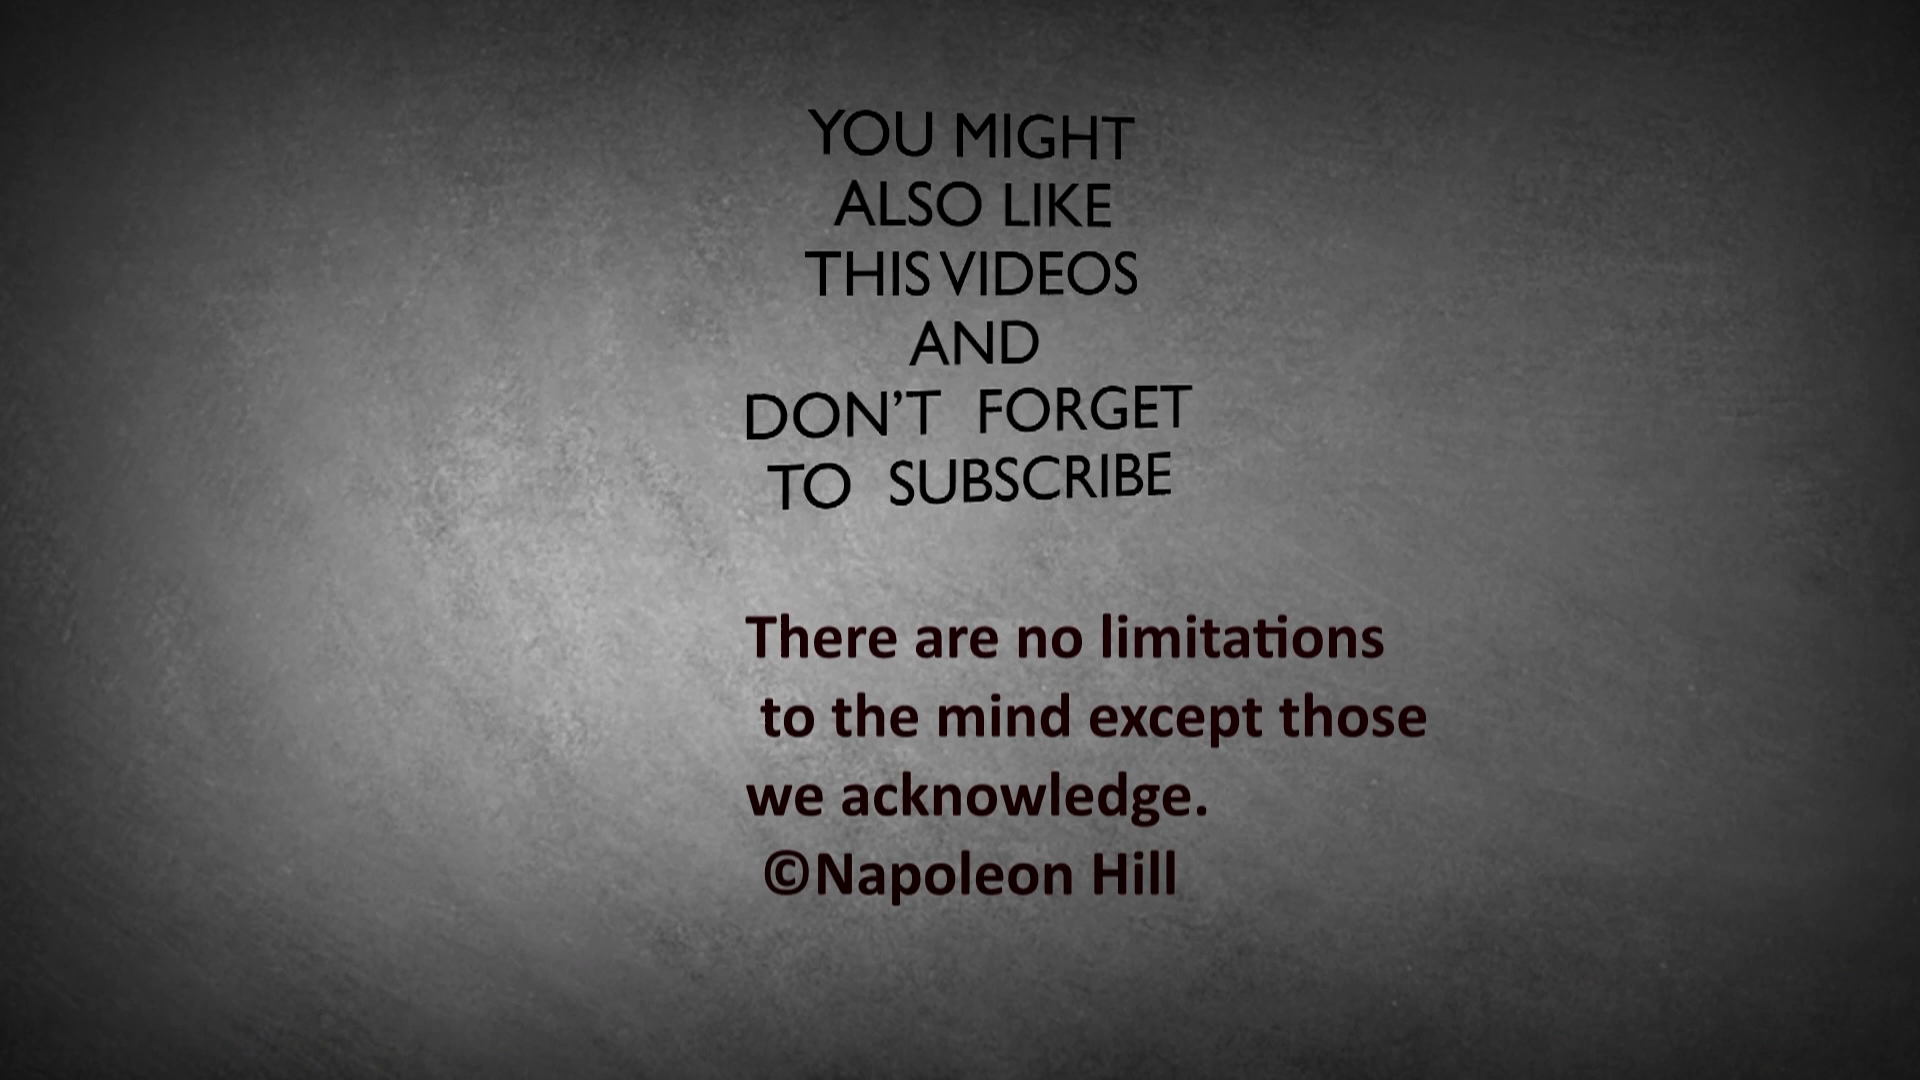 YOU MIGHT
ALSO LIKE
THIS VIDEOS
AND
DON'T FORGET
TO SUBSCRIBE
There are no limitations
to the mind except those
we acknowledge.
©Napoleon Hill